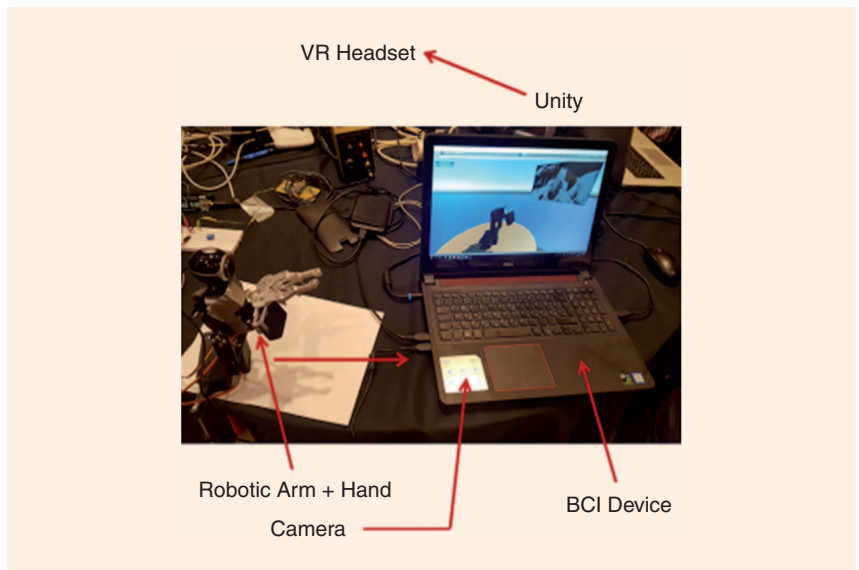 VR Headset
Unity
Robotic Arm + Hand
BCI Device
Camera